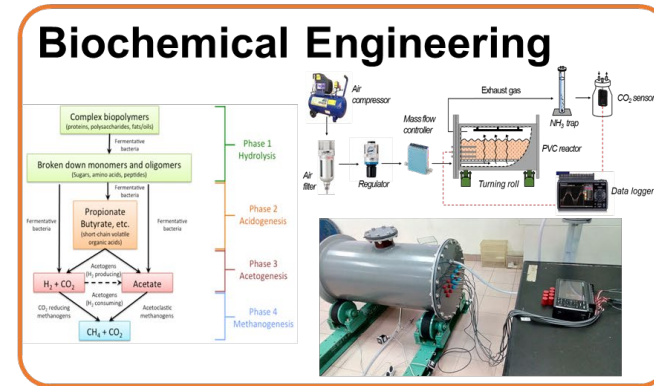 Biochemical Engineering
Complex biopolymers
(proteins, polysaccharides, fats/oils)
Fermentative
bacteria
Broken down monomers and oligomers
(Sugars, amino acids, peptides)
Fermentative
bacteria
Fermentative
bacteria
Propionate
Butyrate, etc.
(short-chain volatile
organic acids)
Fermentative
bacteria
Acetogens
(H2 producing)
H2 + CO2
Acetate
Acetogens
(H2 consuming)
CO2 reducing
methanogens
Acetoclastic
methanogens
CH4 + CO2
Phase 1
Hydrolysis
Phase 2
Acidogenesis
Phase 3
Acetogenesis
Phase 4
Methanogenesis
Air
compressor
Exhaust gas
CO2 sensor
NH3 trap
Mass flow
controller
PVC reactor
Air
filter
Regulator
Turning roll
Data logger